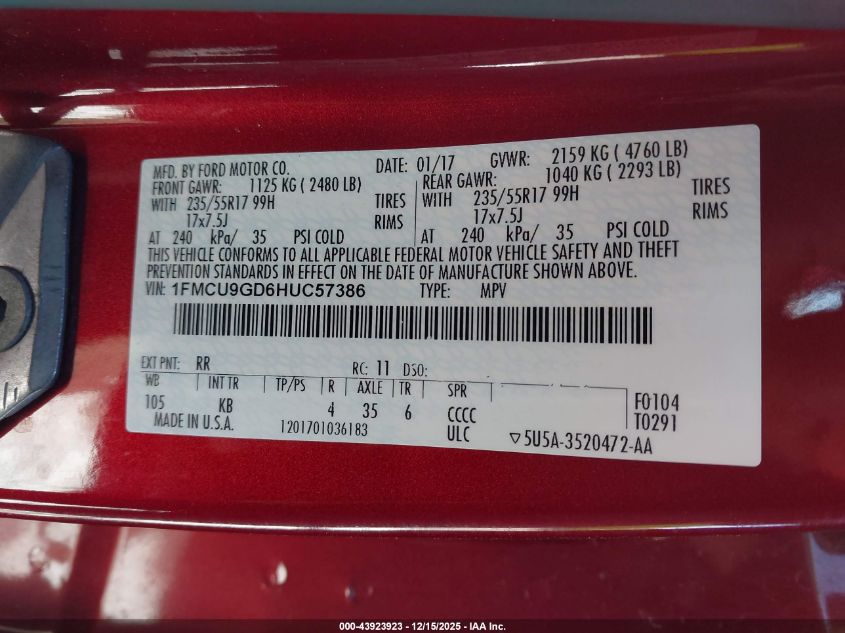 MFD. BY FORD MOTOR CO. DATE: 01/17 GVWR: 2159 KG ( 4760 LB)
FRONT GAWR: 1125 KG ( 2480 LB) REAR GAWR: 1040 KG ( 2293 LB)
WITH 235/55R17 99H TIRES WITH 235/55R17 99H TIRES
17x7.5J RIMS 17x7.5J RIMS
AT 240 kPa/ 35 PSI COLD AT 240 kPa/ 35 PSI COLD
THIS VEHICLE CONFORMS TO ALL APPLICABLE FEDERAL MOTOR VEHICLE SAFETY AND THEFT
PREVENTION STANDARDS IN EFFECT ON THE DATE OF MANUFACTURE SHOWN ABOVE.
VIN: 1FMCU9GD6HUC57386 TYPE: MPV
EXT PNT: RR RC: 11 DSO:
WB INT TR TP/PS R AXLE TR SPR
105 KB 4 35 6 CCCC F0104
MADE IN U.S.A. 1201701036183 ULC T0291
▽5U5A-3520472-AA
000-43923923 - 12/15/2025 - IAA Inc.